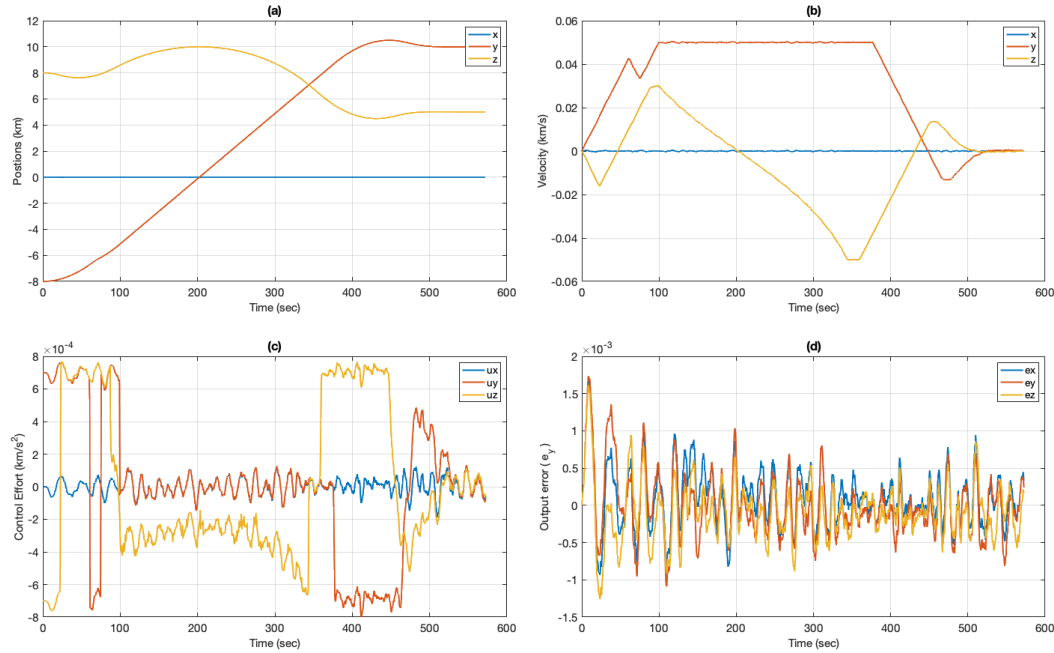 (a)
Postions (km)
12
10
8
6
4
2
0
-2
-4
-6
-8
0 100 200 300 400 500 600
Time (sec)
x
y
z
(b)
Velocity (km/s)
0.06
0.04
0.02
0
-0.02
-0.04
-0.06
0 100 200 300 400 500 600
Time (sec)
x
y
z
(c)
×10⁻⁴
Control Effort (km/s²)
8
6
4
2
0
-2
-4
-6
-8
0 100 200 300 400 500 600
Time (sec)
ux
uy
uz
(d)
×10⁻³
Output error ( e_y )
2
1.5
1
0.5
0
-0.5
-1
-1.5
0 100 200 300 400 500 600
Time (sec)
ex
ey
ez